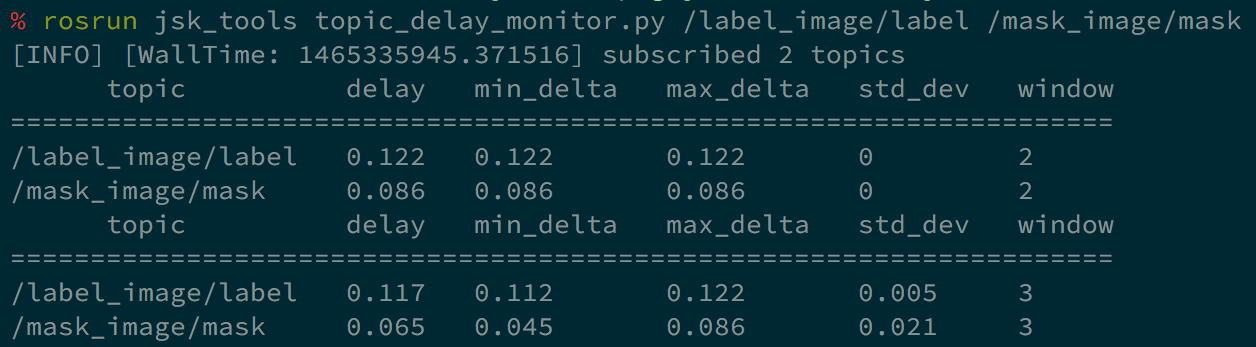 % rosrun jsk_tools topic_delay_monitor.py /label_image/label /mask_image/mask
[INFO] [WallTime: 1465335945.371516] subscribed 2 topics
topic delay min_delta max_delta std_dev window
=====================================================================
/label_image/label 0.122 0.122 0.122 0 2
/mask_image/mask 0.086 0.086 0.086 0 2
topic delay min_delta max_delta std_dev window
=====================================================================
/label_image/label 0.117 0.112 0.122 0.005 3
/mask_image/mask 0.065 0.045 0.086 0.021 3